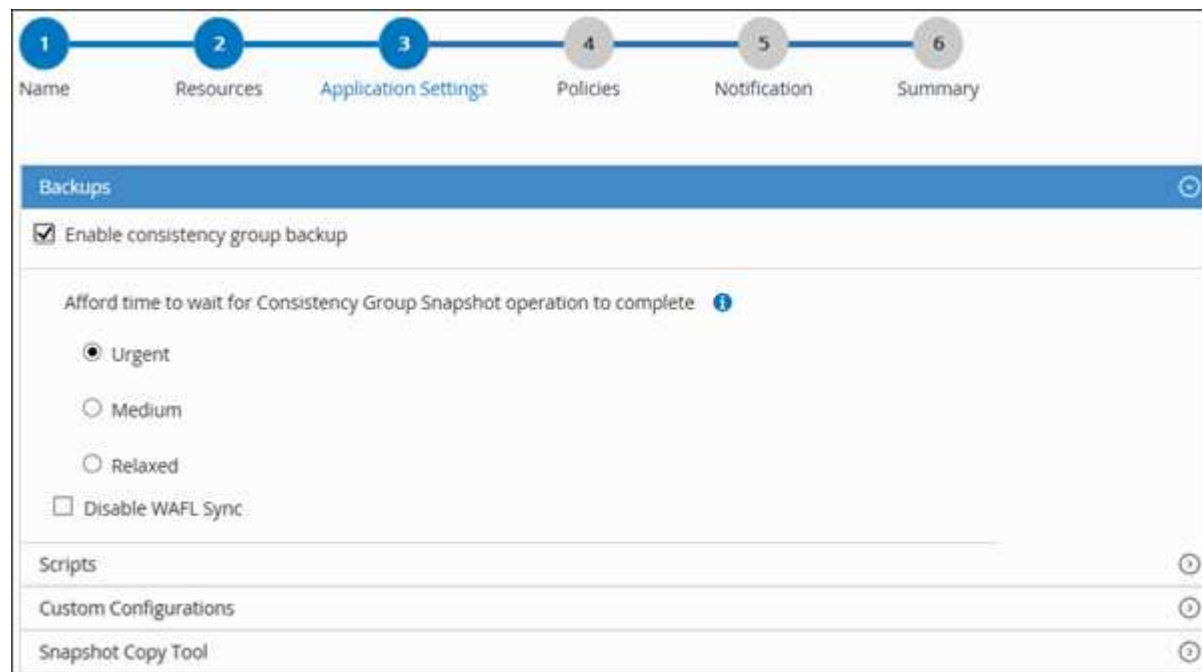 1 2 3 4 5 6
Name Resources Application Settings Policies Notification Summary
Backups
Enable consistency group backup
Afford time to wait for Consistency Group Snapshot operation to complete
Urgent
Medium
Relaxed
Disable WAFL Sync
Scripts
Custom Configurations
Snapshot Copy Tool